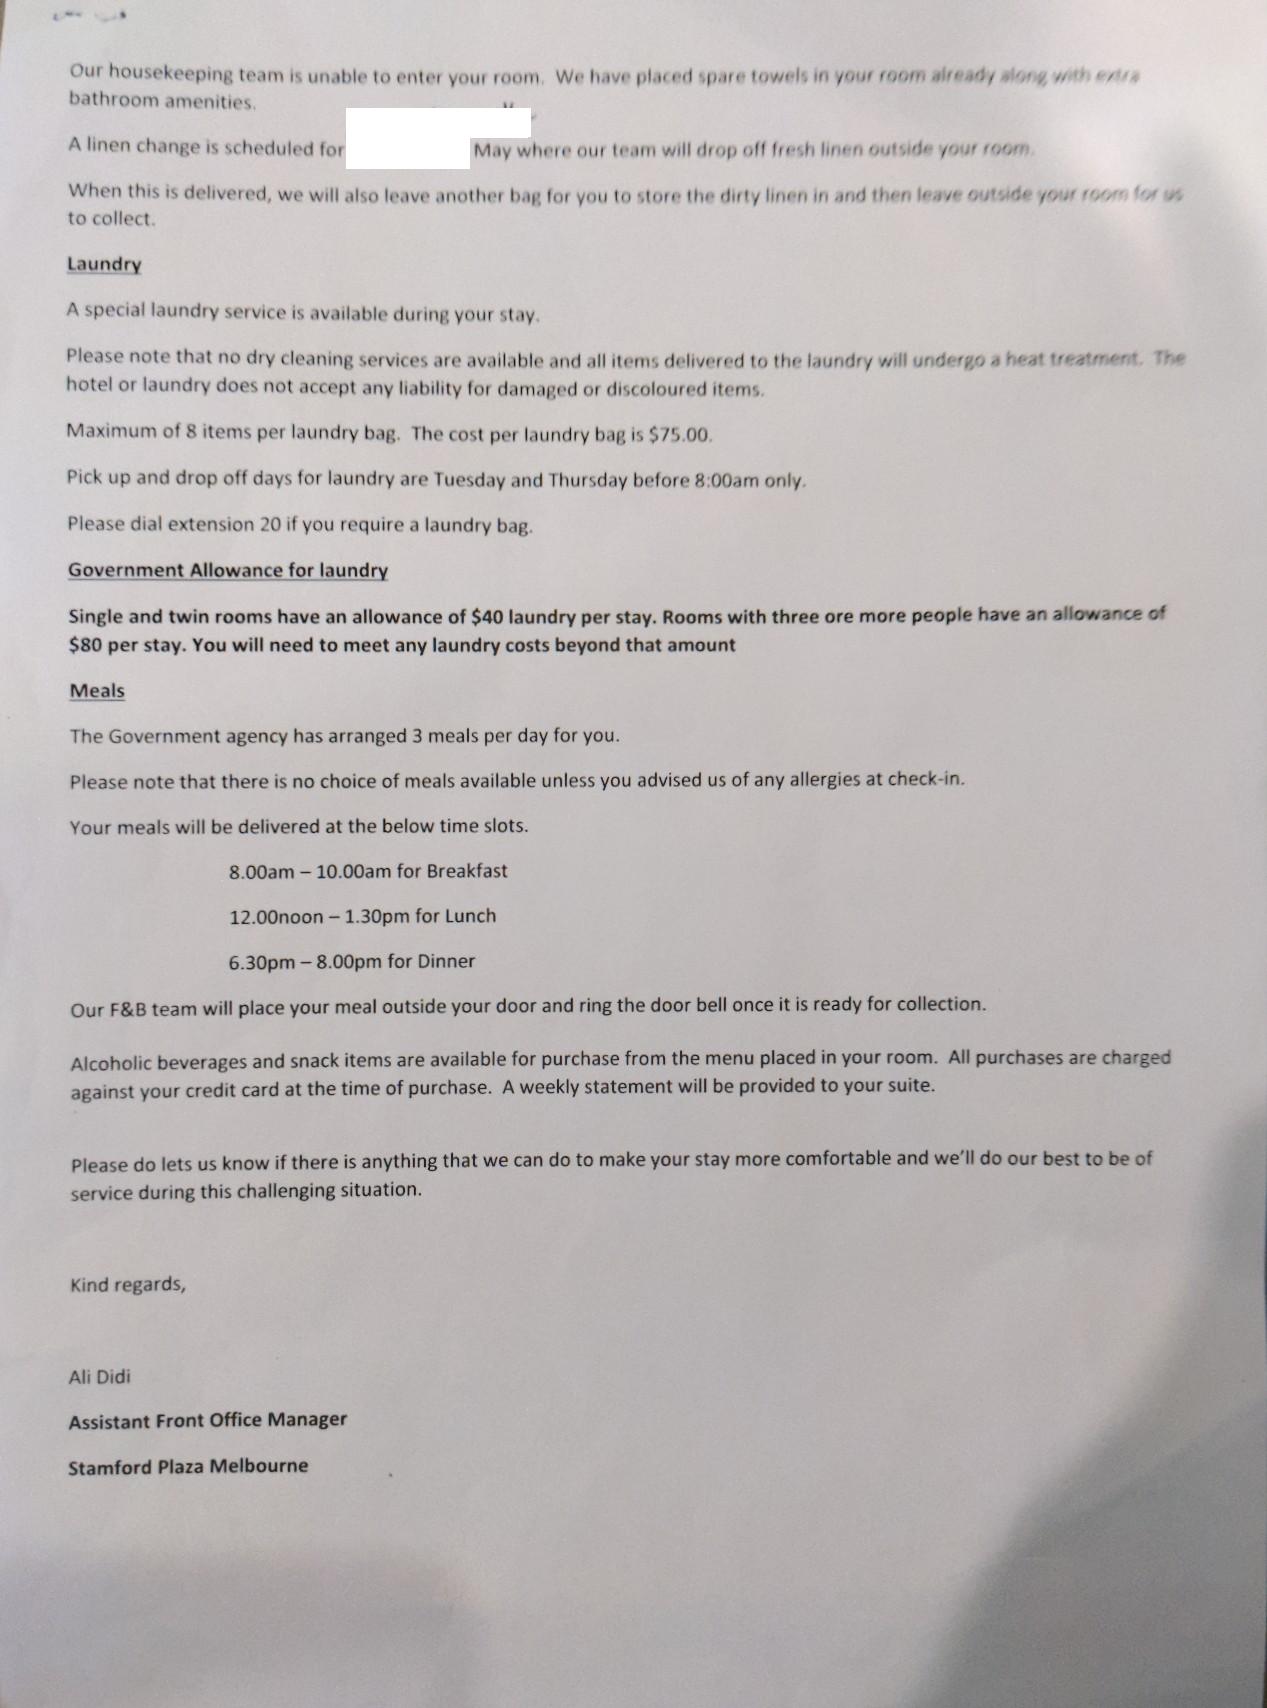 Our housekeeping team is unable to enter your room.  We have placed spare towels in your room already along with extra
bathroom amenities.
A linen change is scheduled for
May where our team will drop off fresh linen outside your room.
When this is delivered, we will also leave another bag for you to store the dirty linen in and then leave outside your room for us
to collect.
Laundry
A special laundry service is available during your stay.
Please note that no dry cleaning services are available and all items delivered to the laundry will undergo a heat treatment.  The
hotel or laundry does not accept any liability for damaged or discoloured items.
Maximum of 8 items per laundry bag.  The cost per laundry bag is $75.00.
Pick up and drop off days for laundry are Tuesday and Thursday before 8:00am only.
Please dial extension 20 if you require a laundry bag.
Government Allowance for laundry
Single and twin rooms have an allowance of $40 laundry per stay. Rooms with three ore more people have an allowance of
$80 per stay. You will need to meet any laundry costs beyond that amount
Meals
The Government agency has arranged 3 meals per day for you.
Please note that there is no choice of meals available unless you advised us of any allergies at check-in.
Your meals will be delivered at the below time slots.
8.00am – 10.00am for Breakfast
12.00noon – 1.30pm for Lunch
6.30pm – 8.00pm for Dinner
Our F&B team will place your meal outside your door and ring the door bell once it is ready for collection.
Alcoholic beverages and snack items are available for purchase from the menu placed in your room.  All purchases are charged
against your credit card at the time of purchase.  A weekly statement will be provided to your suite.
Please do lets us know if there is anything that we can do to make your stay more comfortable and we'll do our best to be of
service during this challenging situation.
Kind regards,
Ali Didi
Assistant Front Office Manager
Stamford Plaza Melbourne